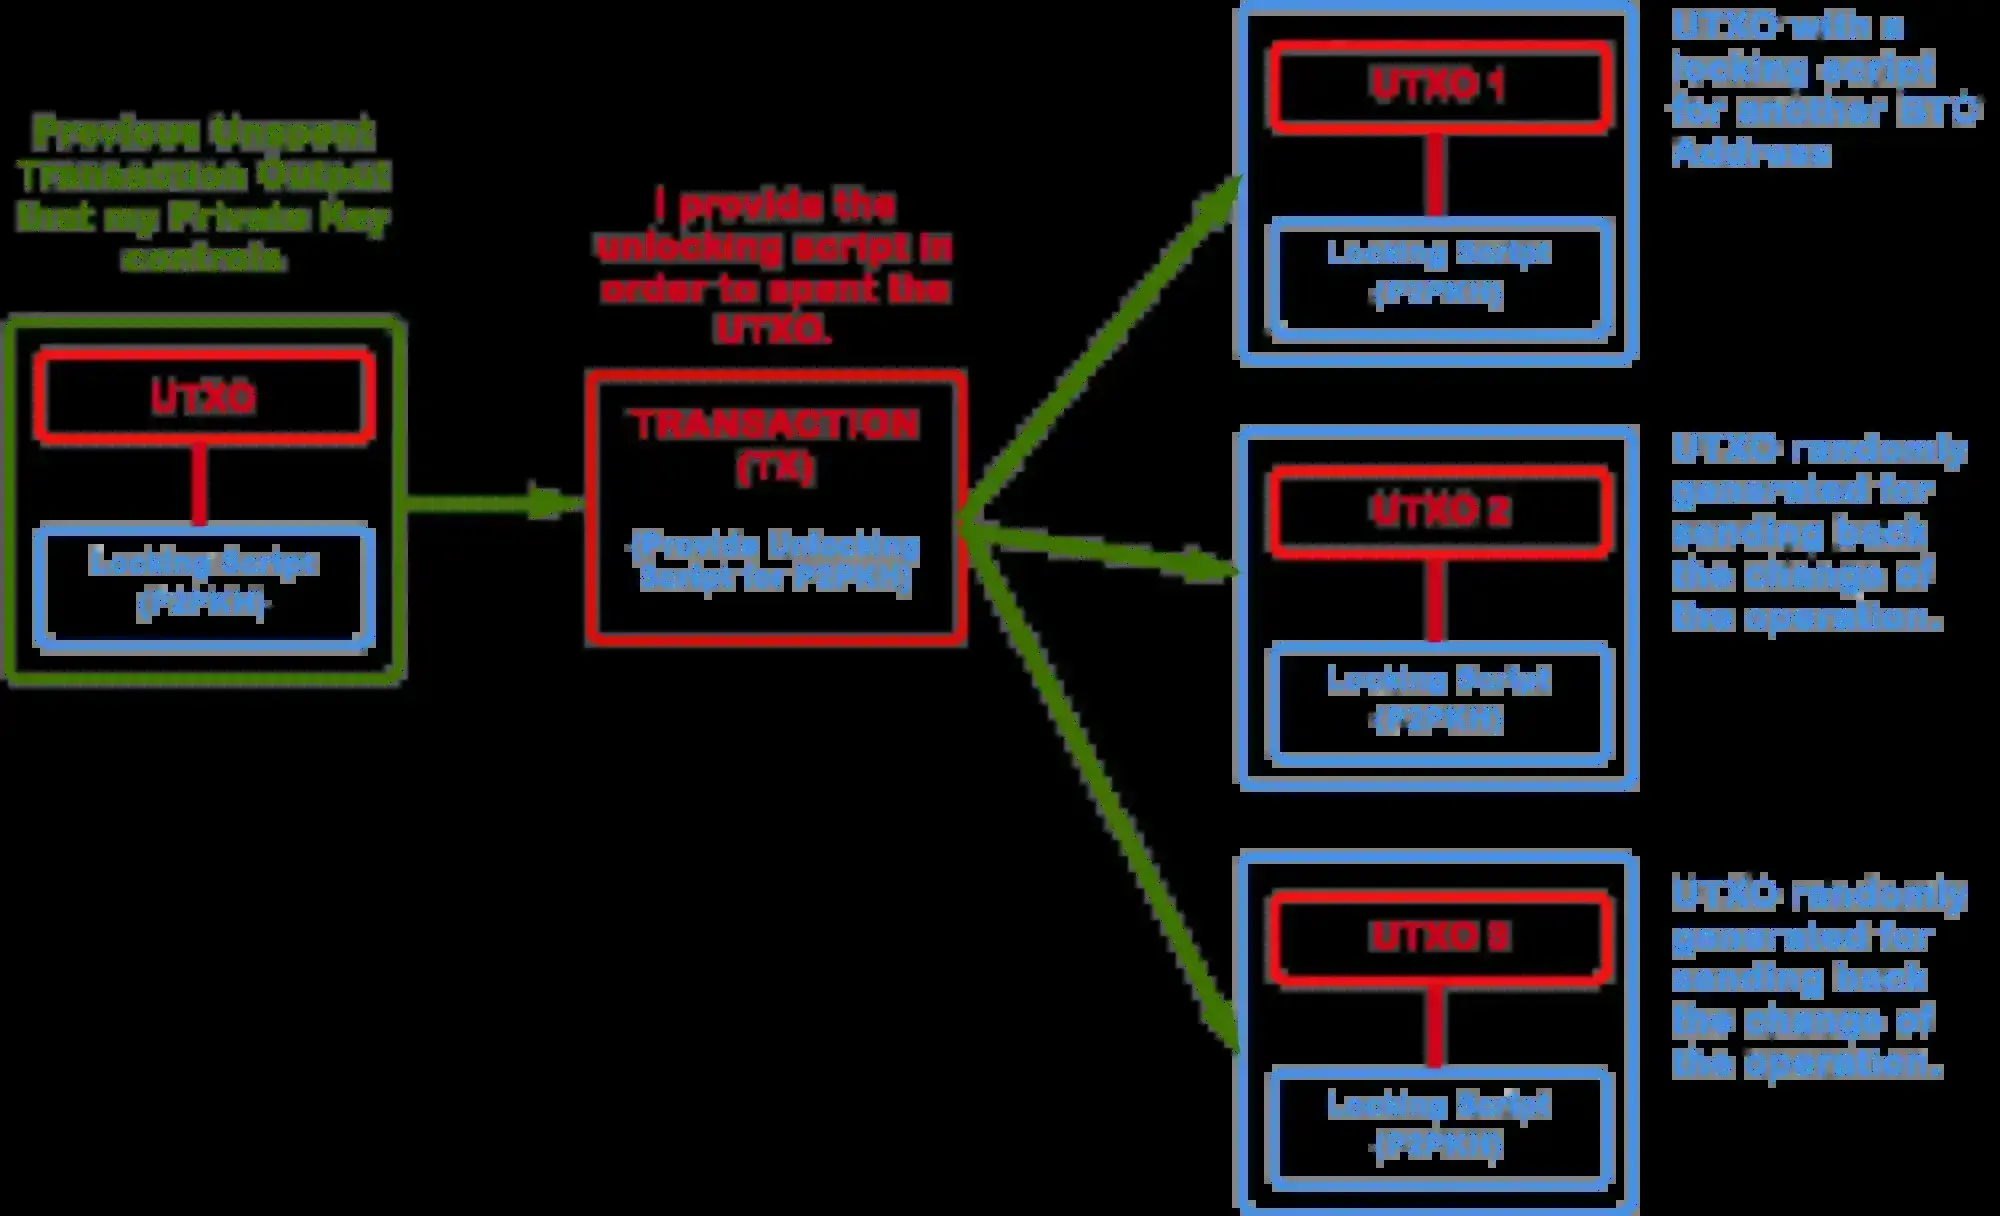 Previous Unspent
Transaction Output
that my Private Key
controls
UTXO
Locking Script
(P2PKH)
I provide the
unlocking script in
order to spent the
UTXO.
TRANSACTION
(TX)
(Provide Unlocking
Script for P2PKH)
UTXO 1
Locking Script
(P2PKH)
UTXO with a
locking script
for another BTC
Address
UTXO 2
Locking Script
(P2PKH)
UTXO randomly
generated for
sending back
the change of
the operation.
UTXO 3
Locking Script
(P2PKH)
UTXO randomly
generated for
sending back
the change of
the operation.